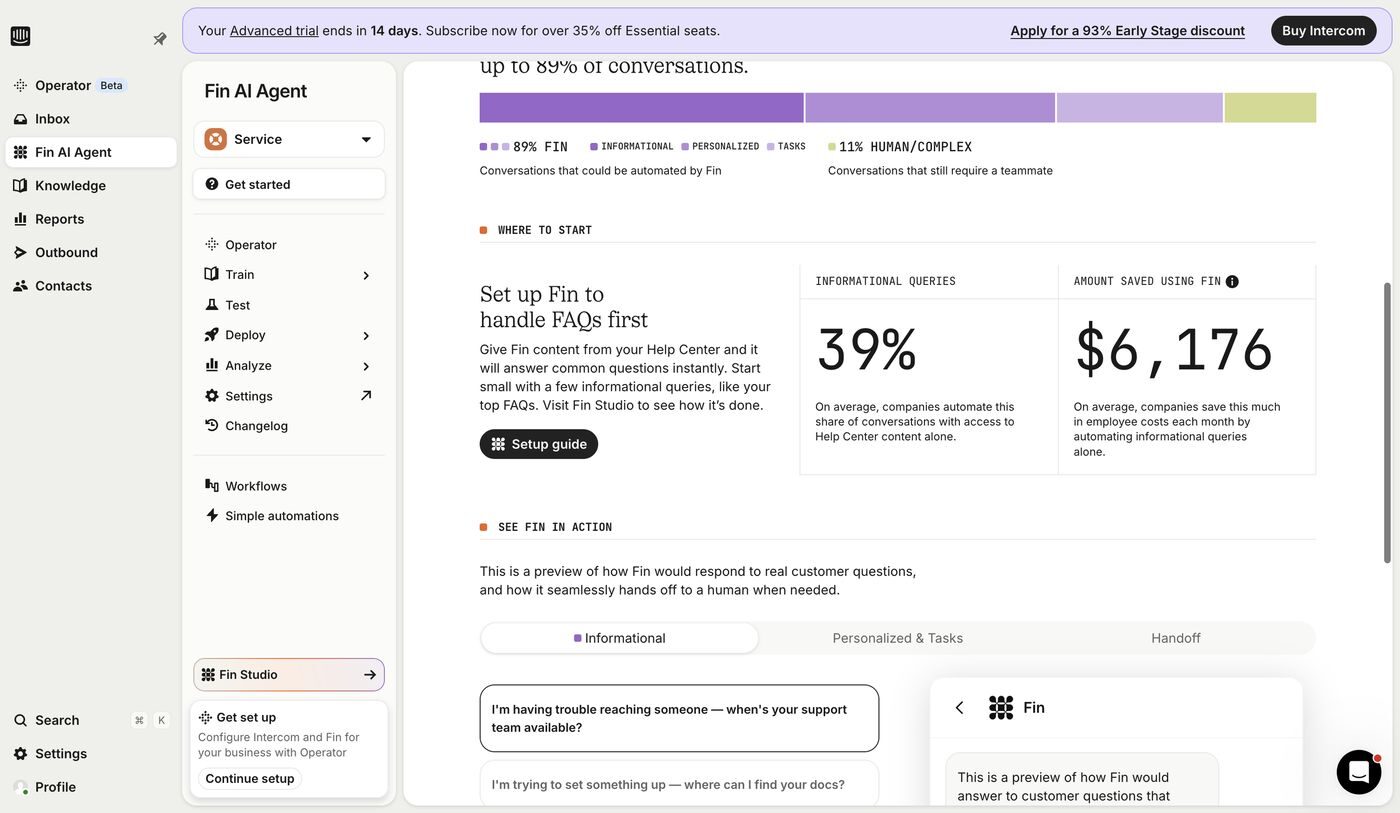 Your Advanced trial ends in 14 days. Subscribe now for over 35% off Essential seats.
Apply for a 93% Early Stage discount
Buy Intercom
Operator Beta
Inbox
Fin AI Agent
Knowledge
Reports
Outbound
Contacts
Search ⌘ K
Settings
Profile
Fin AI Agent
Service
Get started
Operator
Train
Test
Deploy
Analyze
Settings
Changelog
Workflows
Simple automations
Fin Studio
Get set up
Configure Intercom and Fin for
your business with Operator
Continue setup
up to 89% of conversations.
89% FIN INFORMATIONAL PERSONALIZED TASKS
Conversations that could be automated by Fin
11% HUMAN/COMPLEX
Conversations that still require a teammate
WHERE TO START
Set up Fin to
handle FAQs first
Give Fin content from your Help Center and it
will answer common questions instantly. Start
small with a few informational queries, like your
top FAQs. Visit Fin Studio to see how it's done.
Setup guide
INFORMATIONAL QUERIES
39%
On average, companies automate this
share of conversations with access to
Help Center content alone.
AMOUNT SAVED USING FIN
$6,176
On average, companies save this much
in employee costs each month by
automating informational queries
alone.
SEE FIN IN ACTION
This is a preview of how Fin would respond to real customer questions,
and how it seamlessly hands off to a human when needed.
Informational
Personalized & Tasks
Handoff
I'm having trouble reaching someone — when's your support
team available?
I'm trying to set something up — where can I find your docs?
Fin
This is a preview of how Fin would
answer to customer questions that